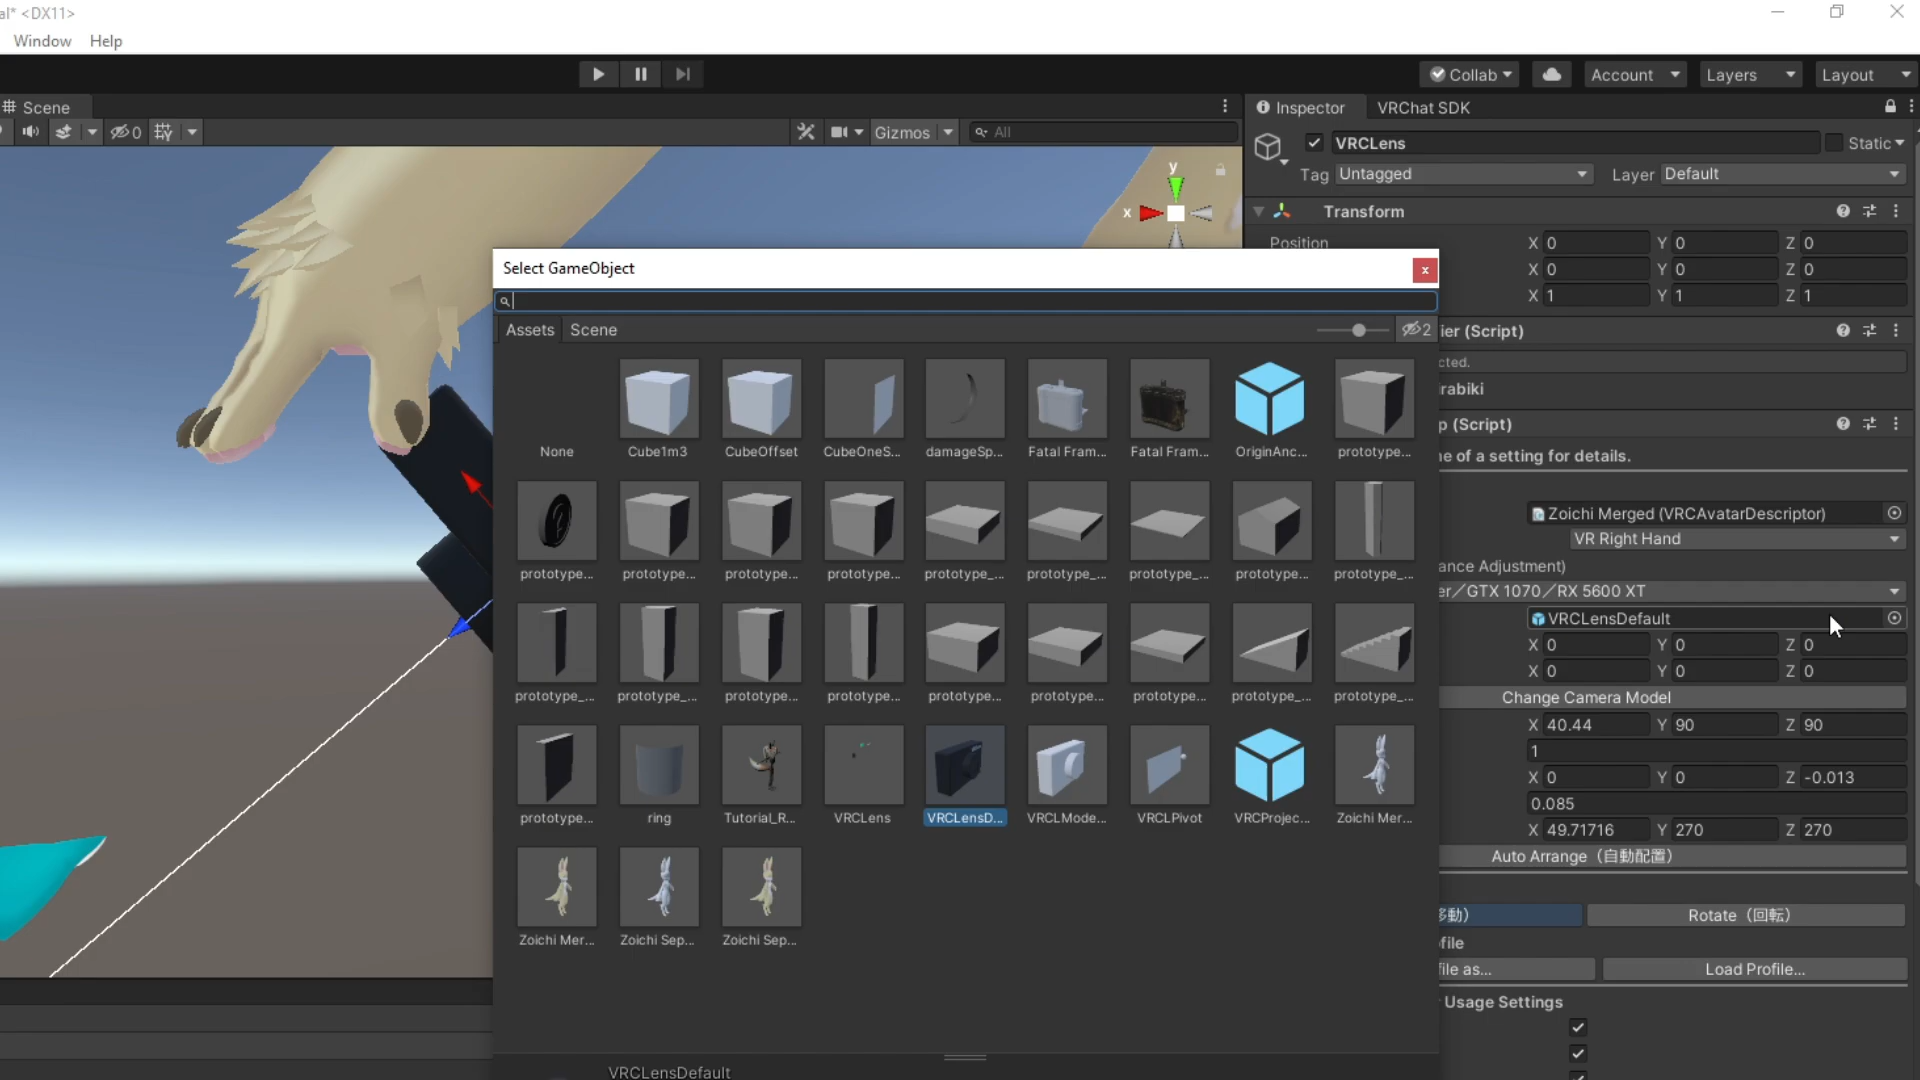 al* <DX11>
Window Help
Collab Account Layers Layout
Scene
Inspector VRChat SDK
0 Gizmos All
VRCLens Static
Tag Untagged Layer Default
y
x
Transform
Position X 0 Y 0 Z 0
X 0 Y 0 Z 0
X 1 Y 1 Z 1
Select GameObject x
Assets Scene 2
ier (Script)
cted.
rabiki
None Cube1m3 CubeOffset CubeOneS... damageSp... Fatal Fram... Fatal Fram... OriginAnc... prototype...
p (Script)
ne of a setting for details.
Zoichi Merged (VRCAvatarDescriptor)
VR Right Hand
ance Adjustment)
er/GTX 1070/RX 5600 XT
VRCLensDefault
X 0 Y 0 Z 0
X 0 Y 0 Z 0
Change Camera Model
X 40.44 Y 90 Z 90
1
X 0 Y 0 Z -0.013
0.085
X 49.71716 Y 270 Z 270
Auto Arrange (自動配置)
移動) Rotate (回転)
file
file as... Load Profile...
Usage Settings
prototype... prototype... prototype... prototype... prototype_... prototype_... prototype_... prototype... prototype_...
prototype_... prototype_... prototype... prototype... prototype... prototype... prototype... prototype_... prototype_...
prototype... ring Tutorial_R... VRCLens VRCLensD... VRCLMode... VRCLPivot VRCProjec... Zoichi Mer...
Zoichi Mer... Zoichi Sep... Zoichi Sep...
VRCLensDefault